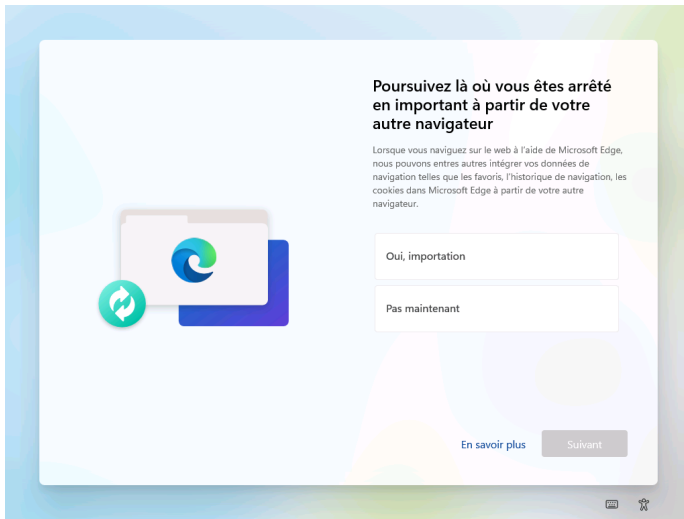 Poursuivez là où vous êtes arrêté
en important à partir de votre
autre navigateur
Lorsque vous naviguez sur le web à l'aide de Microsoft Edge,
nous pouvons entres autres intégrer vos données de
navigation telles que les favoris, l'historique de navigation, les
cookies dans Microsoft Edge à partir de votre autre
navigateur.
Oui, importation
Pas maintenant
En savoir plus
Suivant